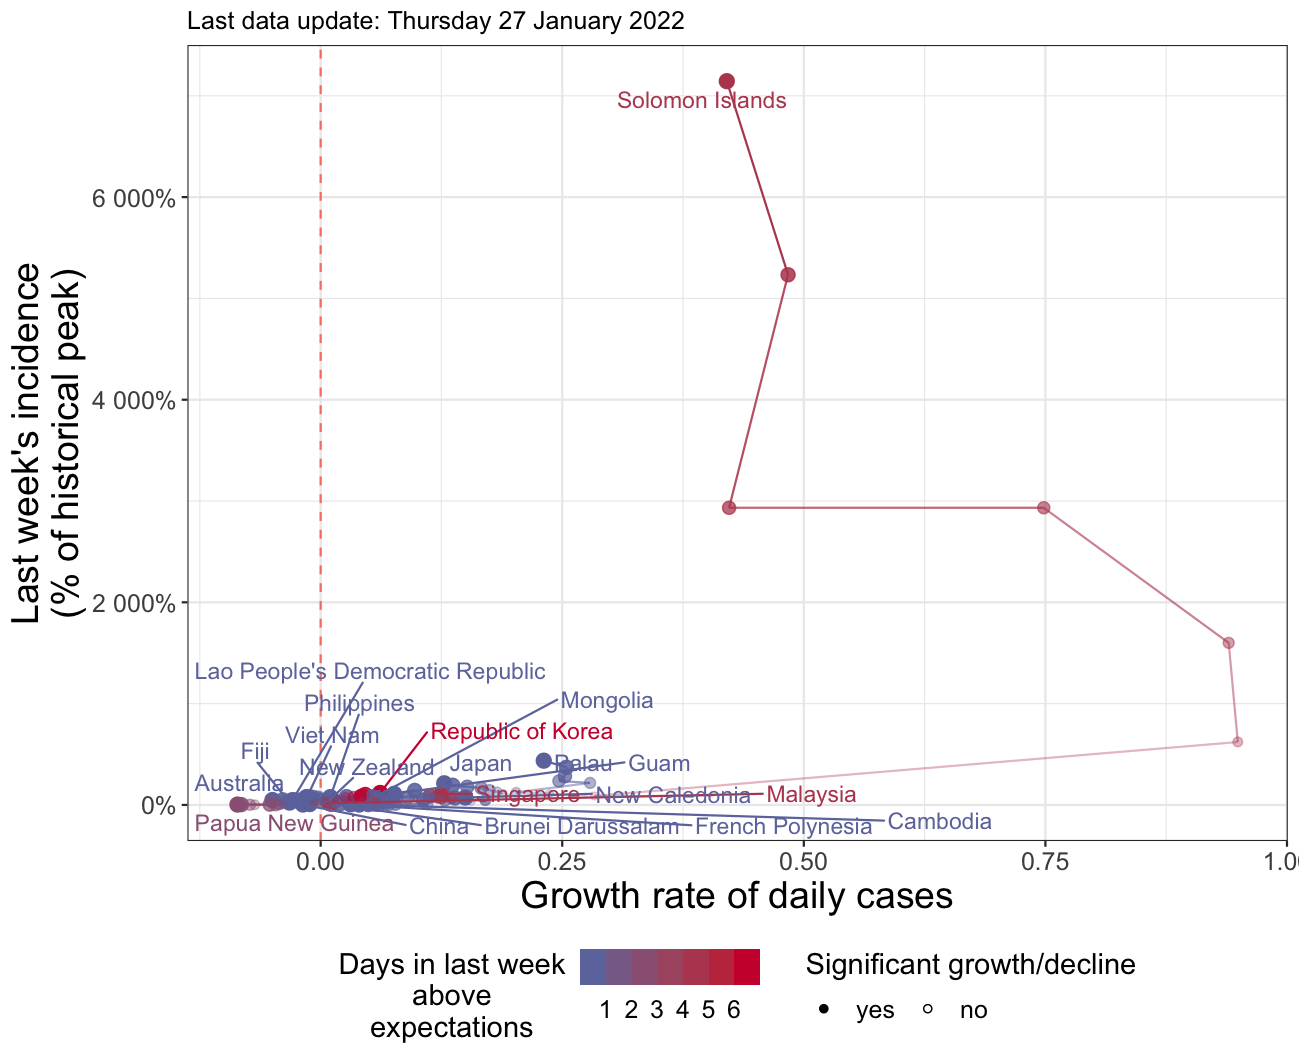 Last data update: Thursday 27 January 2022
Last week's incidence
(% of historical peak)
6 000%
4 000%
2 000%
0%
Solomon Islands
Lao People's Democratic Republic
Philippines
Mongolia
Viet Nam
Republic of Korea
Fiji
New Zealand
Japan
Palau
Guam
Australia
Singapore
New Caledonia
Malaysia
Papua New Guinea
China
Brunei Darussalam
French Polynesia
Cambodia
0.00
0.25
0.50
0.75
1.0
Growth rate of daily cases
Days in last week
above
expectations
1 2 3 4 5 6
Significant growth/decline
yes
no